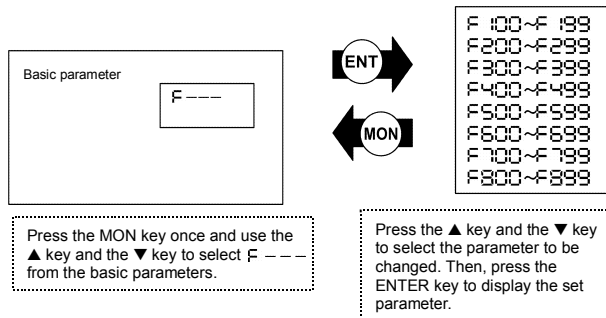 Basic parameter
F---
ENT
MON
F 100~F 199
F200~F299
F300~F399
F400~F499
F500~F599
F600~F699
F700~F799
F800~F899
Press the MON key once and use the
▲ key and the ▼ key to select F ---
from the basic parameters.
Press the ▲ key and the ▼ key
to select the parameter to be
changed. Then, press the
ENTER key to display the set
parameter.